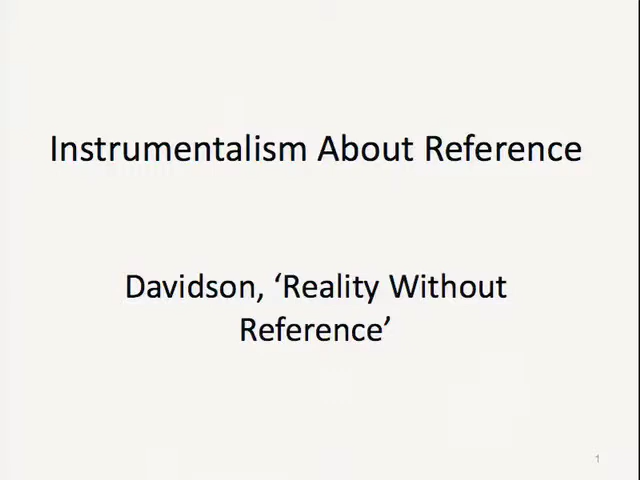 Instrumentalism About Reference
Davidson, ‘Reality Without
Reference’
1